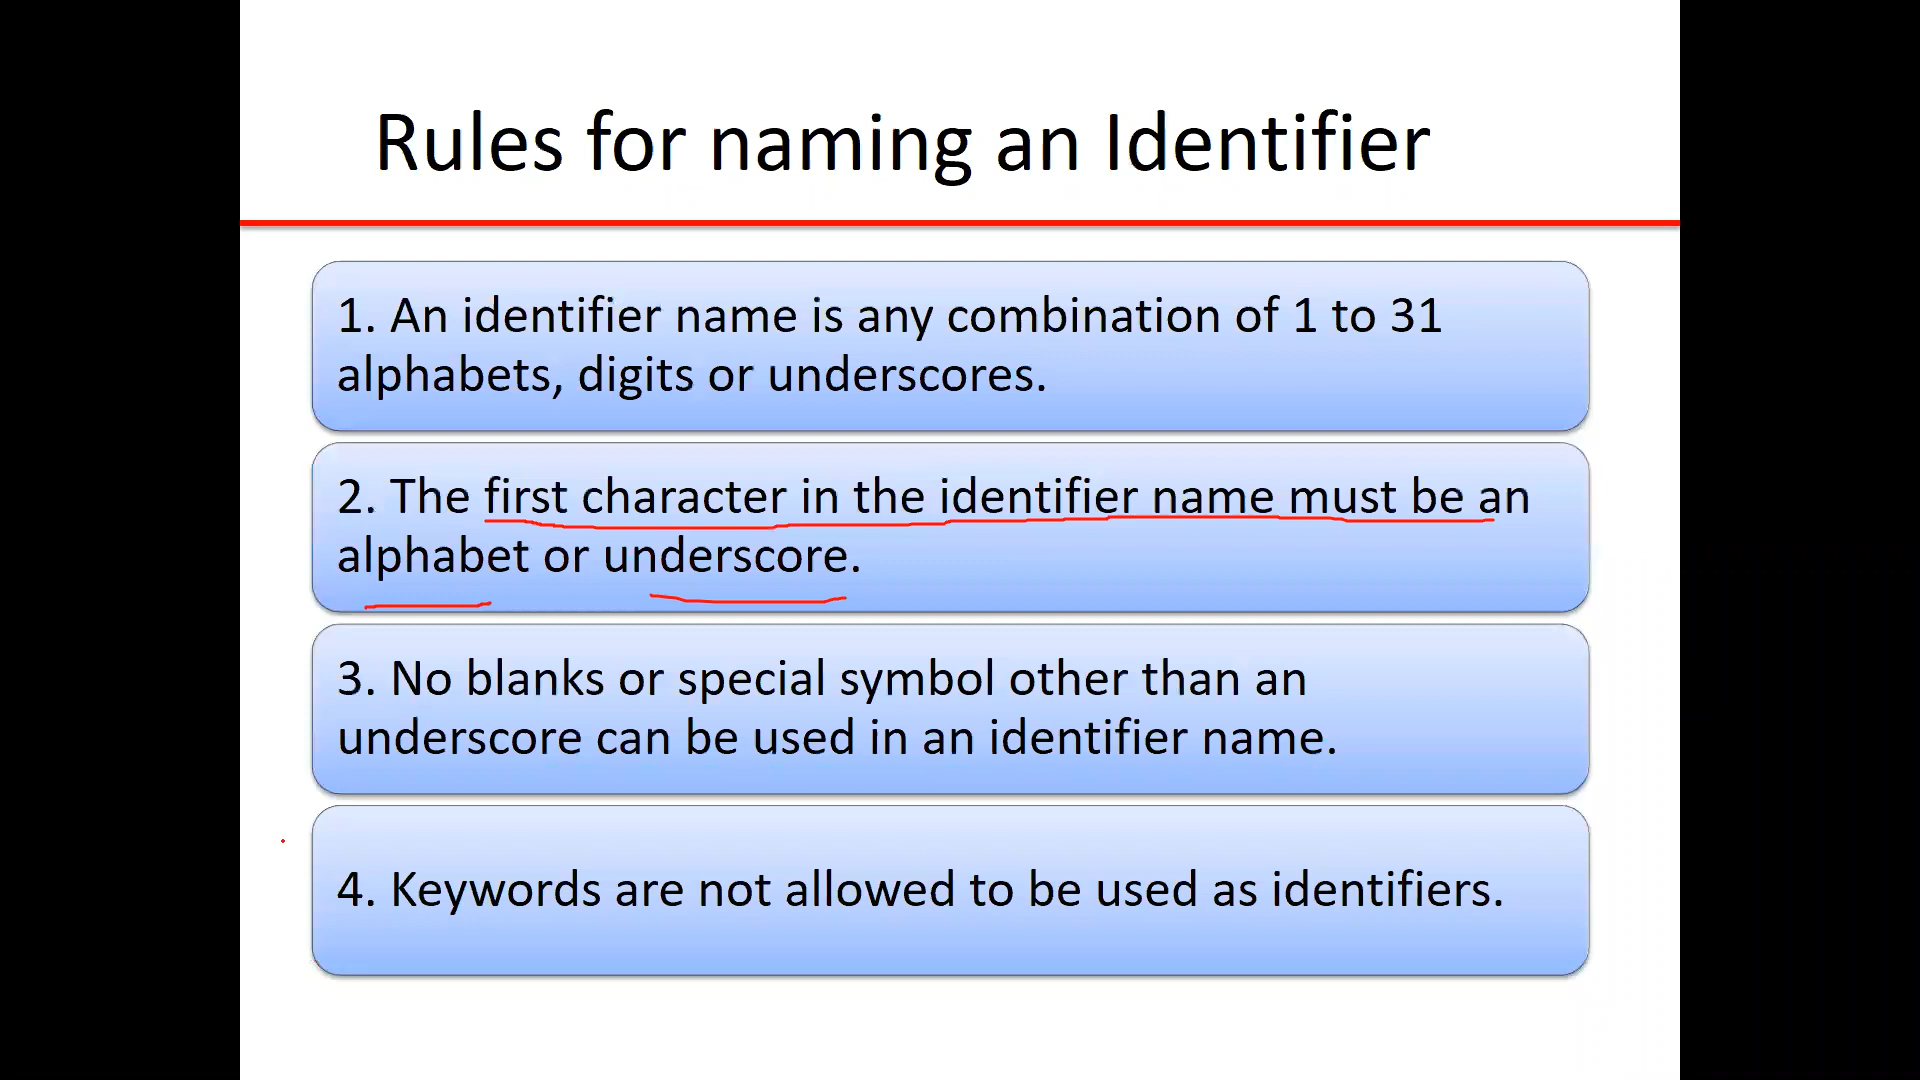 Rules for naming an Identifier
1. An identifier name is any combination of 1 to 31
alphabets, digits or underscores.
2. The first character in the identifier name must be an
alphabet or underscore.
3. No blanks or special symbol other than an
underscore can be used in an identifier name.
4. Keywords are not allowed to be used as identifiers.